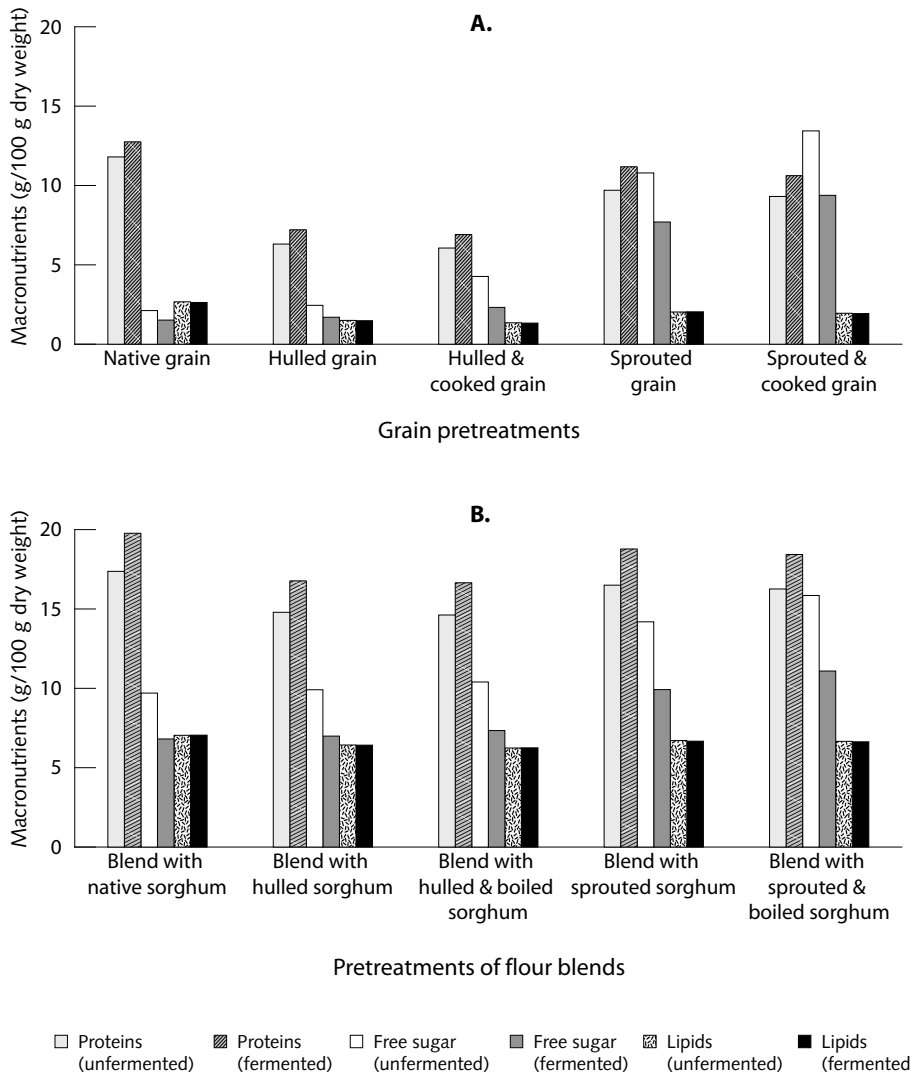 A.
Macronutrients (g/100 g dry weight)
20
15
10
5
0
Native grain
Hulled grain
Hulled &
cooked grain
Sprouted
grain
Sprouted
& cooked grain
Grain pretreatments
B.
Macronutrients (g/100 g dry weight)
20
15
10
5
0
Blend with
native sorghum
Blend with
hulled sorghum
Blend with
hulled & boiled
sorghum
Blend with
sprouted sorghum
Blend with
sprouted &
boiled sorghum
Pretreatments of flour blends
Proteins
(unfermented)
Proteins
(fermented)
Free sugar
(unfermented)
Free sugar
(fermented)
Lipids
(unfermented)
Lipids
(fermented